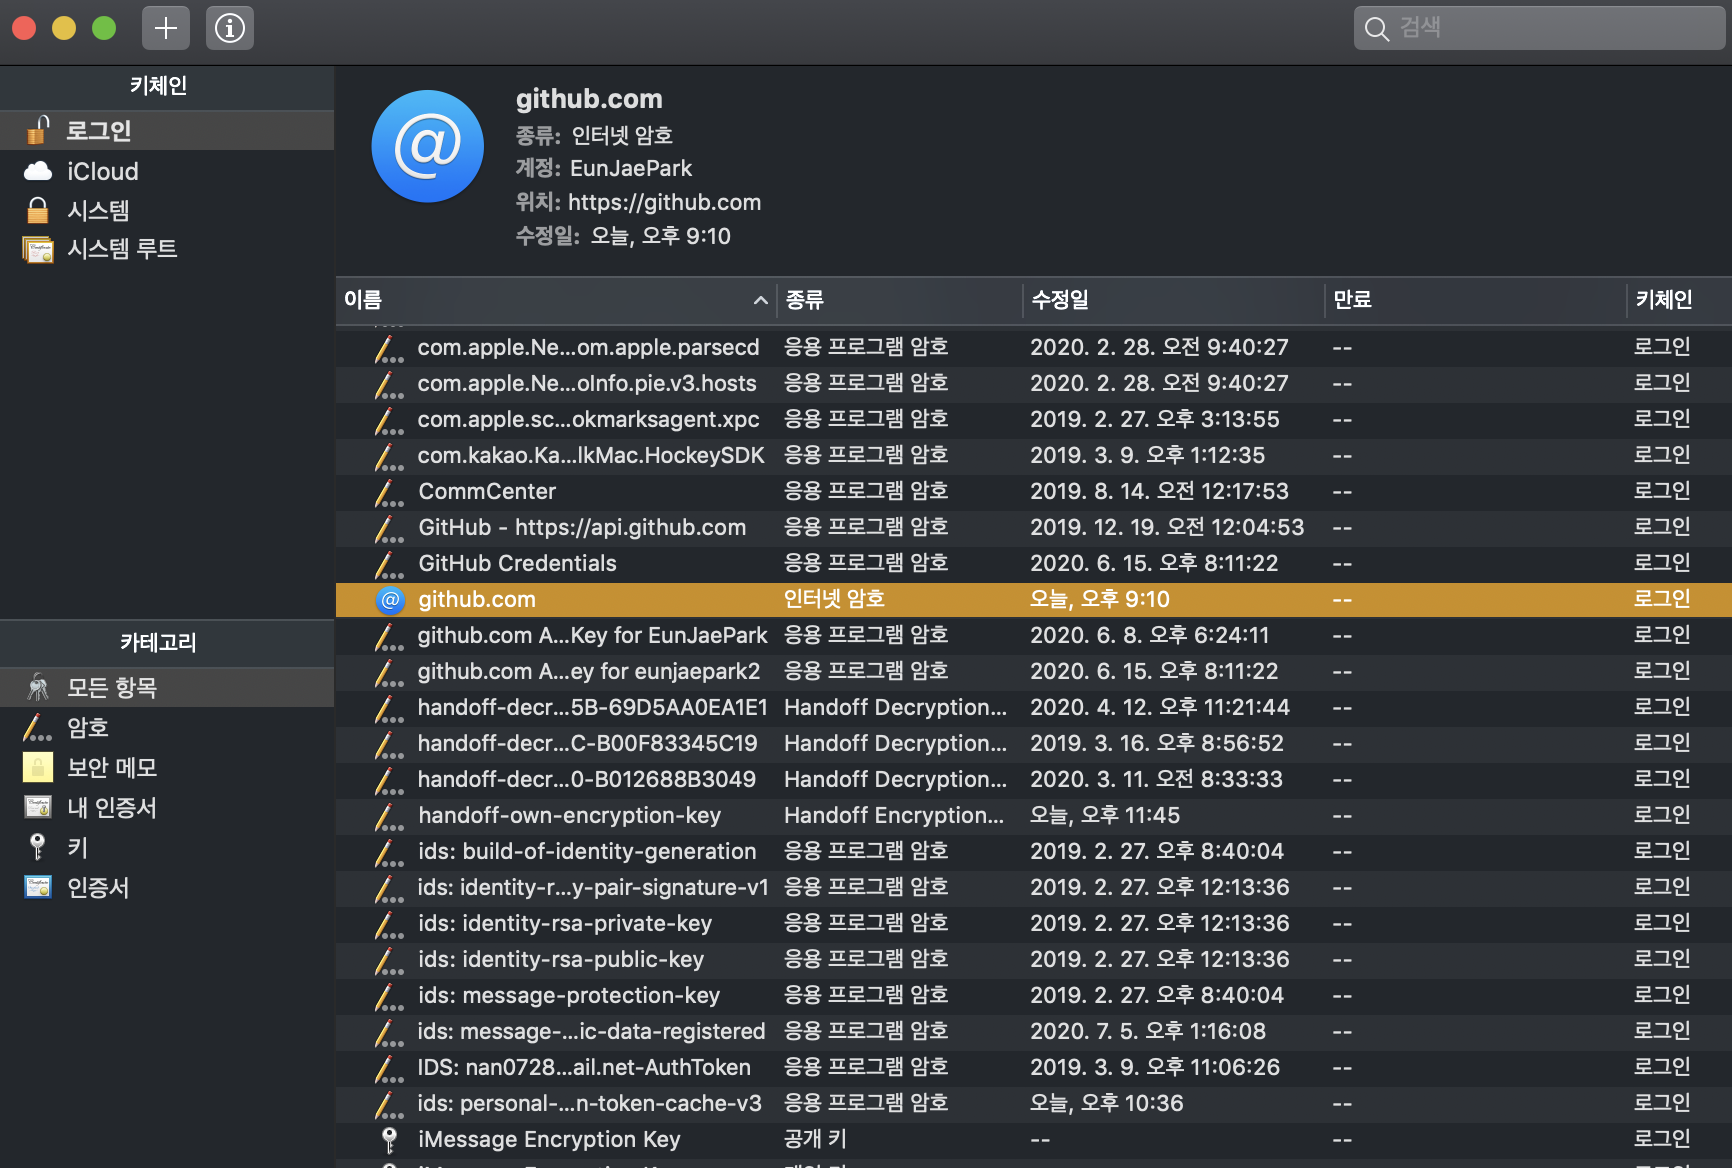 검색
키체인
로그인
iCloud
시스템
시스템 루트
카테고리
모든 항목
암호
보안 메모
내 인증서
키
인증서
github.com
종류: 인터넷 암호
계정: EunJaePark
위치: https://github.com
수정일: 오늘, 오후 9:10
이름 종류 수정일 만료 키체인
com.apple.Ne...om.apple.parsecd 응용 프로그램 암호 2020. 2. 28. 오전 9:40:27 -- 로그인
com.apple.Ne...oInfo.pie.v3.hosts 응용 프로그램 암호 2020. 2. 28. 오전 9:40:27 -- 로그인
com.apple.sc...okmarksagent.xpc 응용 프로그램 암호 2019. 2. 27. 오후 3:13:55 -- 로그인
com.kakao.Ka...lkMac.HockeySDK 응용 프로그램 암호 2019. 3. 9. 오후 1:12:35 -- 로그인
CommCenter 응용 프로그램 암호 2019. 8. 14. 오전 12:17:53 -- 로그인
GitHub - https://api.github.com 응용 프로그램 암호 2019. 12. 19. 오전 12:04:53 -- 로그인
GitHub Credentials 응용 프로그램 암호 2020. 6. 15. 오후 8:11:22 -- 로그인
github.com 인터넷 암호 오늘, 오후 9:10 -- 로그인
github.com A...Key for EunJaePark 응용 프로그램 암호 2020. 6. 8. 오후 6:24:11 -- 로그인
github.com A...ey for eunjaepark2 응용 프로그램 암호 2020. 6. 15. 오후 8:11:22 -- 로그인
handoff-decr...5B-69D5AA0EA1E1 Handoff Decryption... 2020. 4. 12. 오후 11:21:44 -- 로그인
handoff-decr...C-B00F83345C19 Handoff Decryption... 2019. 3. 16. 오후 8:56:52 -- 로그인
handoff-decr...0-B012688B3049 Handoff Decryption... 2020. 3. 11. 오전 8:33:33 -- 로그인
handoff-own-encryption-key Handoff Encryption... 오늘, 오후 11:45 -- 로그인
ids: build-of-identity-generation 응용 프로그램 암호 2019. 2. 27. 오후 8:40:04 -- 로그인
ids: identity-r...y-pair-signature-v1 응용 프로그램 암호 2019. 2. 27. 오후 12:13:36 -- 로그인
ids: identity-rsa-private-key 응용 프로그램 암호 2019. 2. 27. 오후 12:13:36 -- 로그인
ids: identity-rsa-public-key 응용 프로그램 암호 2019. 2. 27. 오후 12:13:36 -- 로그인
ids: message-protection-key 응용 프로그램 암호 2019. 2. 27. 오후 8:40:04 -- 로그인
ids: message-...ic-data-registered 응용 프로그램 암호 2020. 7. 5. 오후 1:16:08 -- 로그인
IDS: nan0728...ail.net-AuthToken 응용 프로그램 암호 2019. 3. 9. 오후 11:06:26 -- 로그인
ids: personal-...n-token-cache-v3 응용 프로그램 암호 오늘, 오후 10:36 -- 로그인
iMessage Encryption Key 공개 키 -- -- 로그인